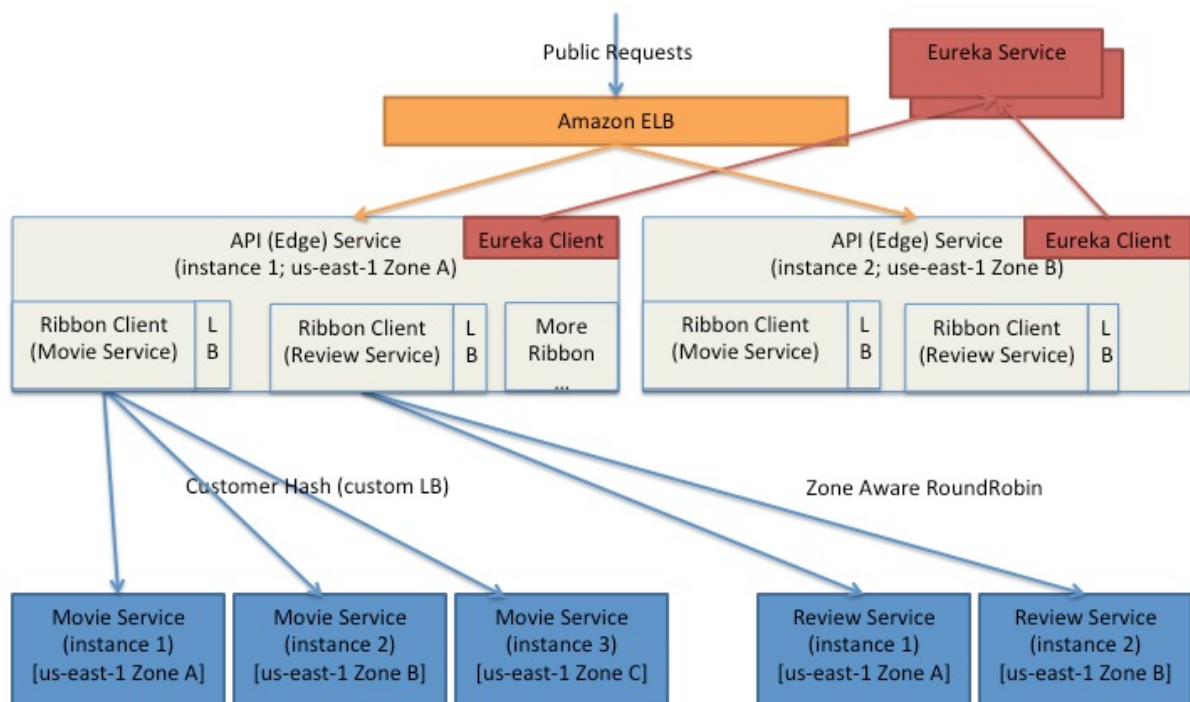 Public Requests
Eureka Service
Amazon ELB
API (Edge) Service
(instance 1; us-east-1 Zone A)
Eureka Client
API (Edge) Service
(instance 2; use-east-1 Zone B)
Eureka Client
Ribbon Client
(Movie Service)
L
B
Ribbon Client
(Review Service)
L
B
More
Ribbon
...
Ribbon Client
(Movie Service)
L
B
Ribbon Client
(Review Service)
L
B
Customer Hash (custom LB)
Zone Aware RoundRobin
Movie Service
(instance 1)
[us-east-1 Zone A]
Movie Service
(instance 2)
[us-east-1 Zone B]
Movie Service
(instance 3)
[us-east-1 Zone C]
Review Service
(instance 1)
[us-east-1 Zone A]
Review Service
(instance 2)
[us-east-1 Zone B]